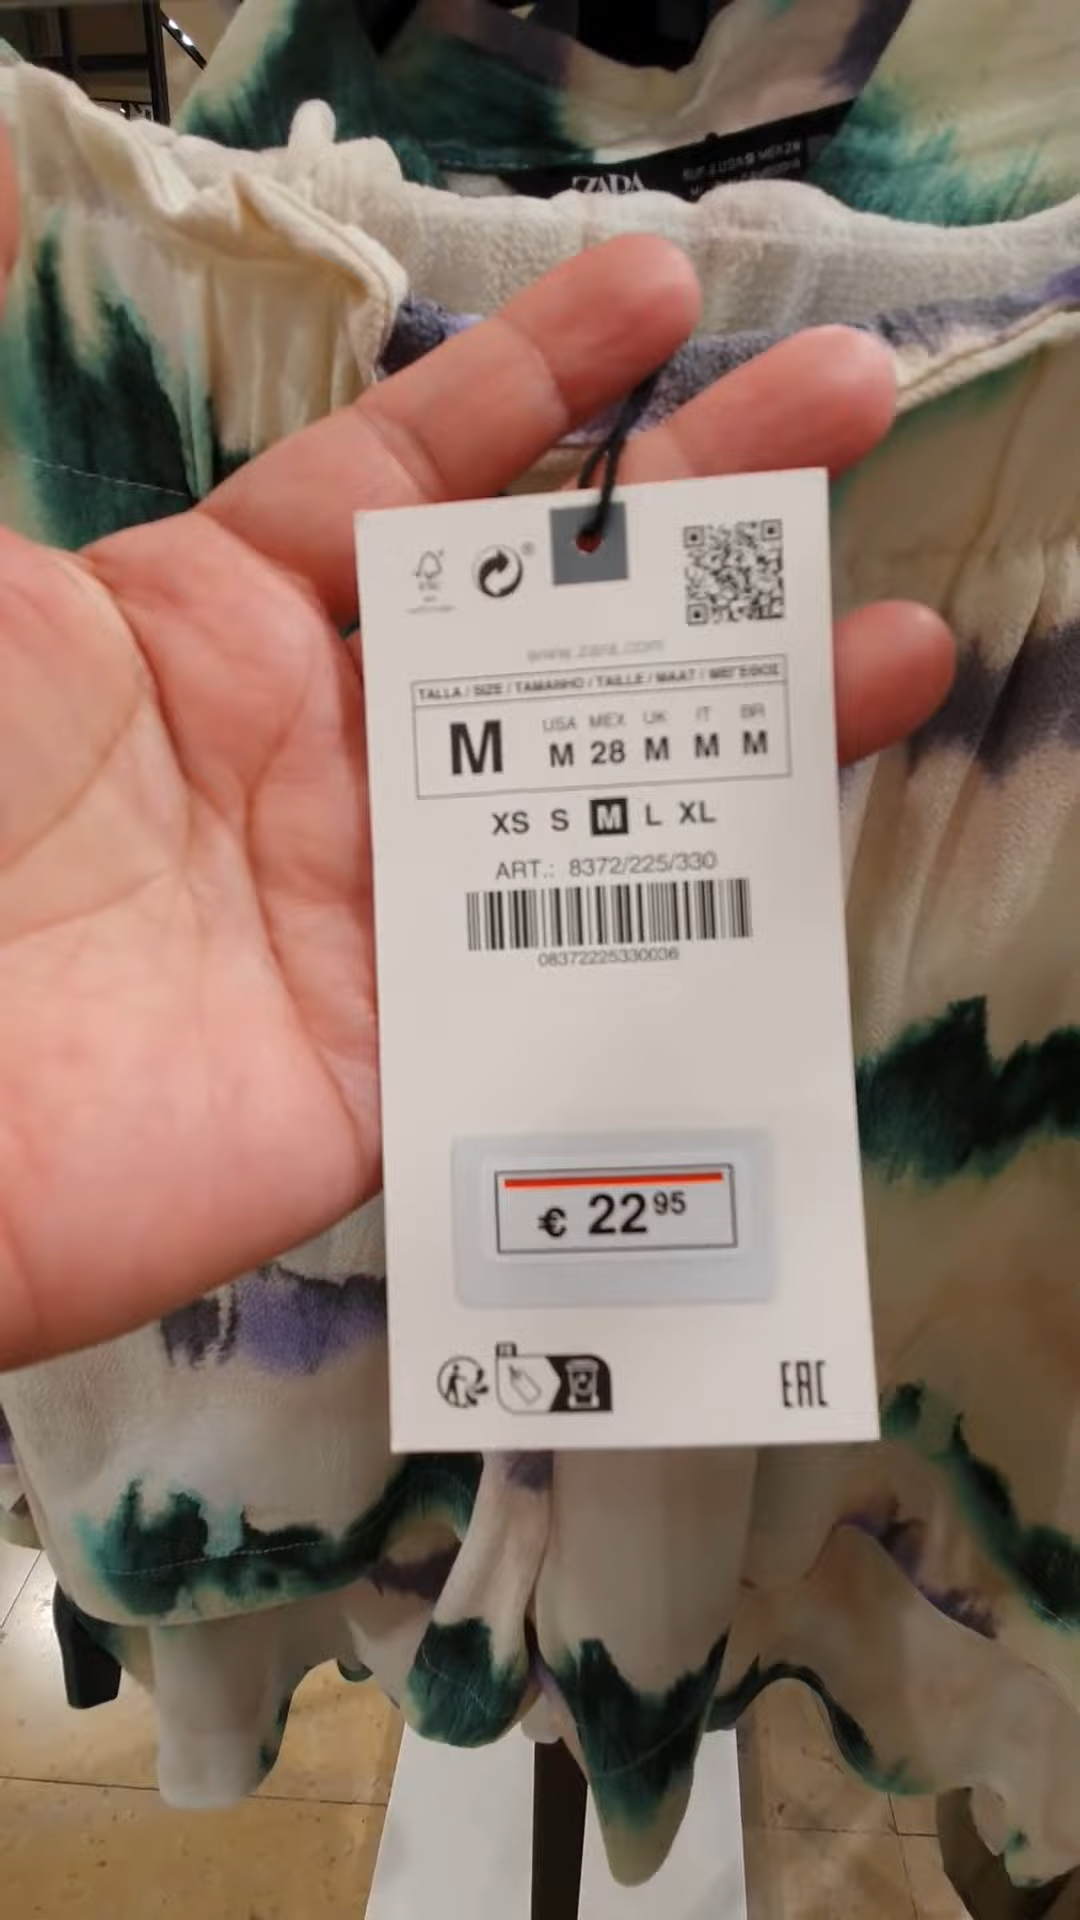 ZARA
www.zara.com
TALLA / SIZE / TAMANHO / TAILLE / MAAT /
USA MEX UK IT BR
M M 28 M M M
XS S M L XL
ART.: 8372/225/330
08372225330036
€ 22 95
FR
EAC